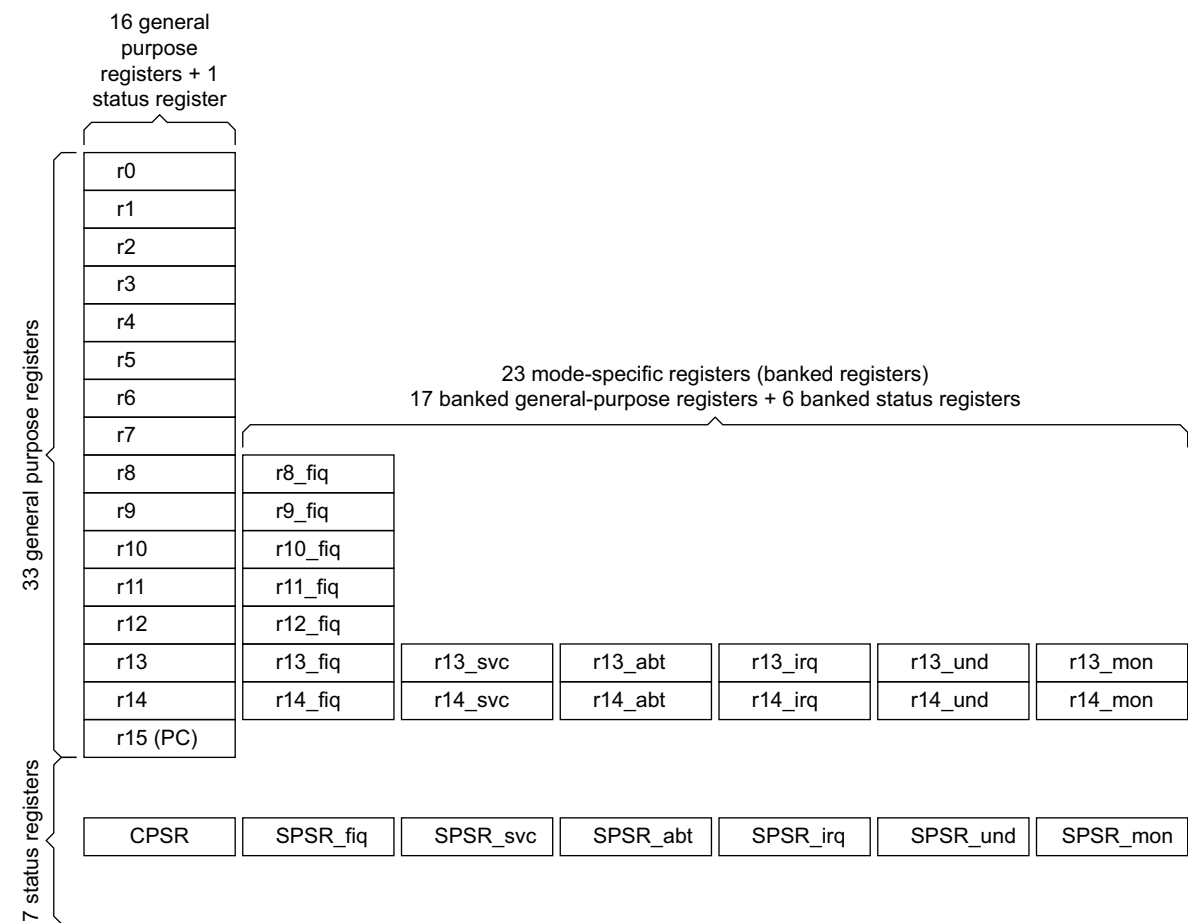 16 general
purpose
registers + 1
status register
33 general purpose registers
r0
r1
r2
r3
r4
r5
r6
r7
23 mode-specific registers (banked registers)
17 banked general-purpose registers + 6 banked status registers
r8 r8_fiq
r9 r9_fiq
r10 r10_fiq
r11 r11_fiq
r12 r12_fiq
r13 r13_fiq r13_svc r13_abt r13_irq r13_und r13_mon
r14 r14_fiq r14_svc r14_abt r14_irq r14_und r14_mon
r15 (PC)
7 status registers
CPSR SPSR_fiq SPSR_svc SPSR_abt SPSR_irq SPSR_und SPSR_mon